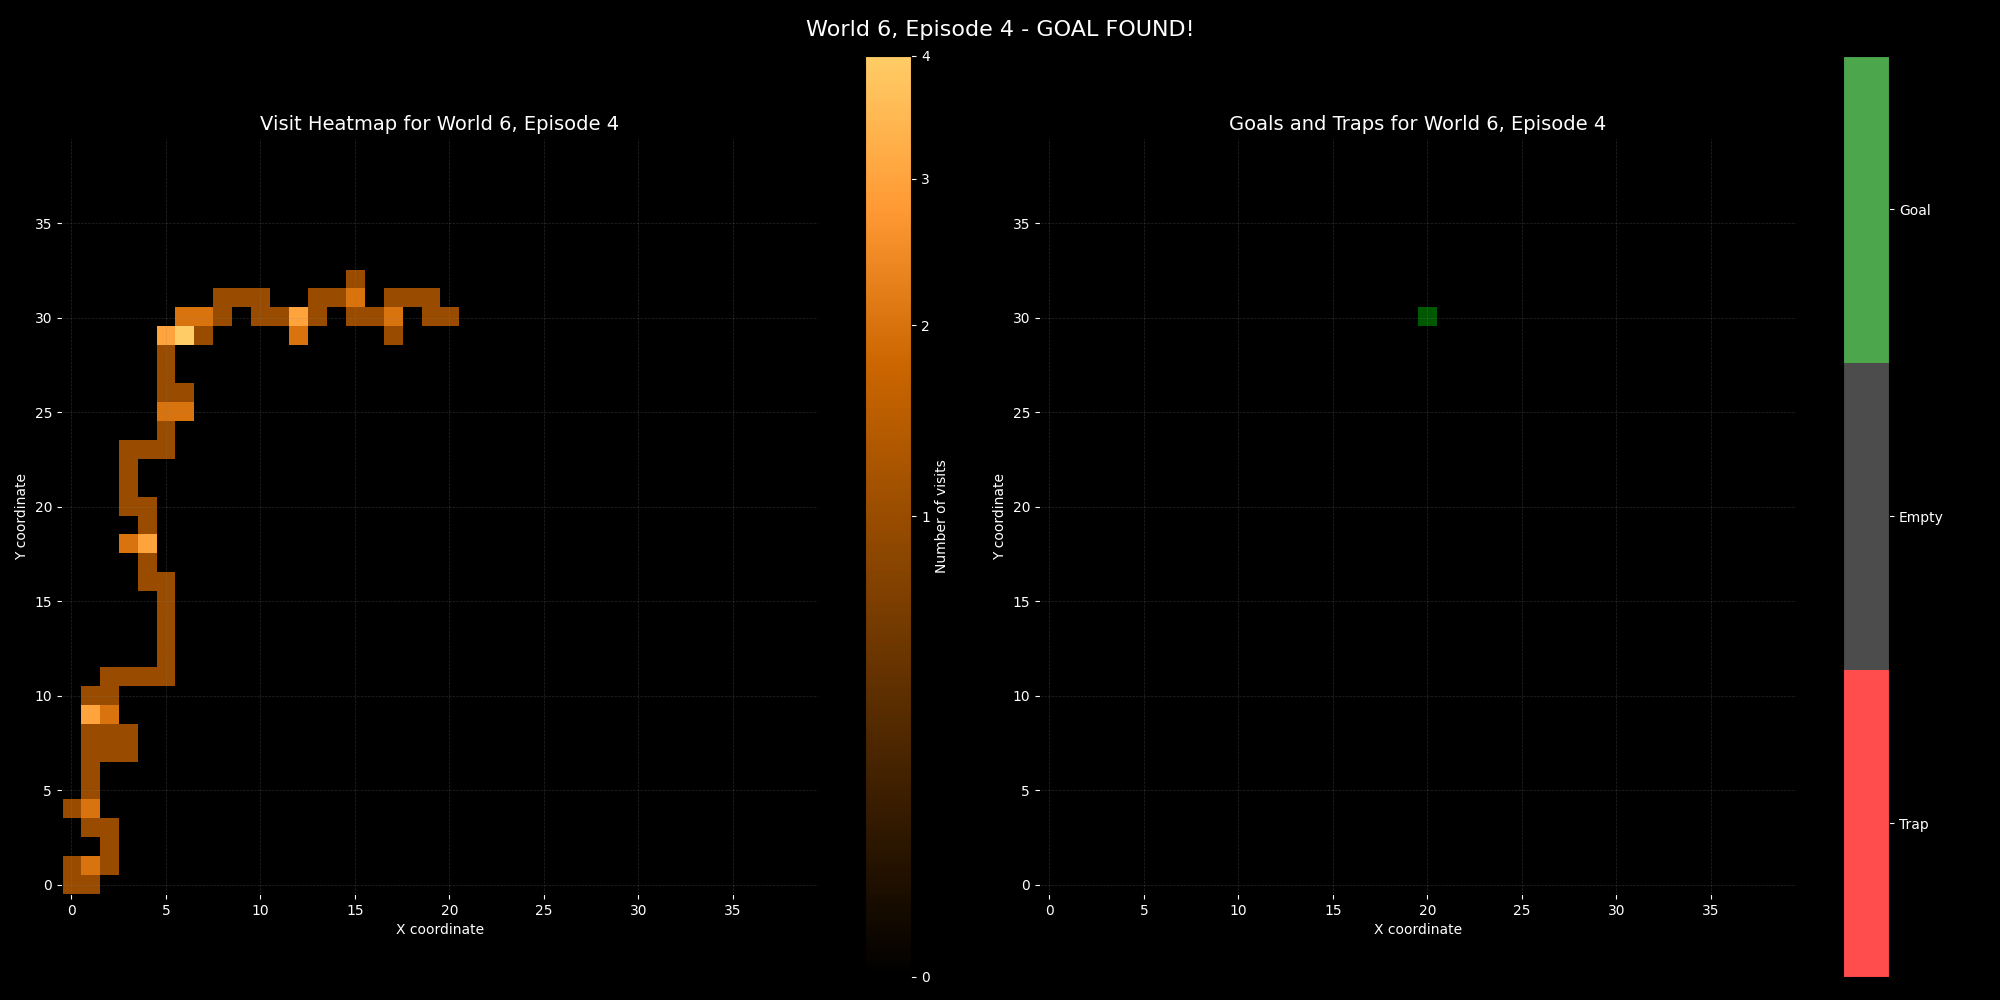 World 6, Episode 4 - GOAL FOUND!
Visit Heatmap for World 6, Episode 4
35
30
25
20
15
10
5
0
Y coordinate
0 5 10 15 20 25 30 35
X coordinate
4
3
2
1
0
Number of visits
Goals and Traps for World 6, Episode 4
35
30
25
20
15
10
5
0
Y coordinate
0 5 10 15 20 25 30 35
X coordinate
Goal
Empty
Trap